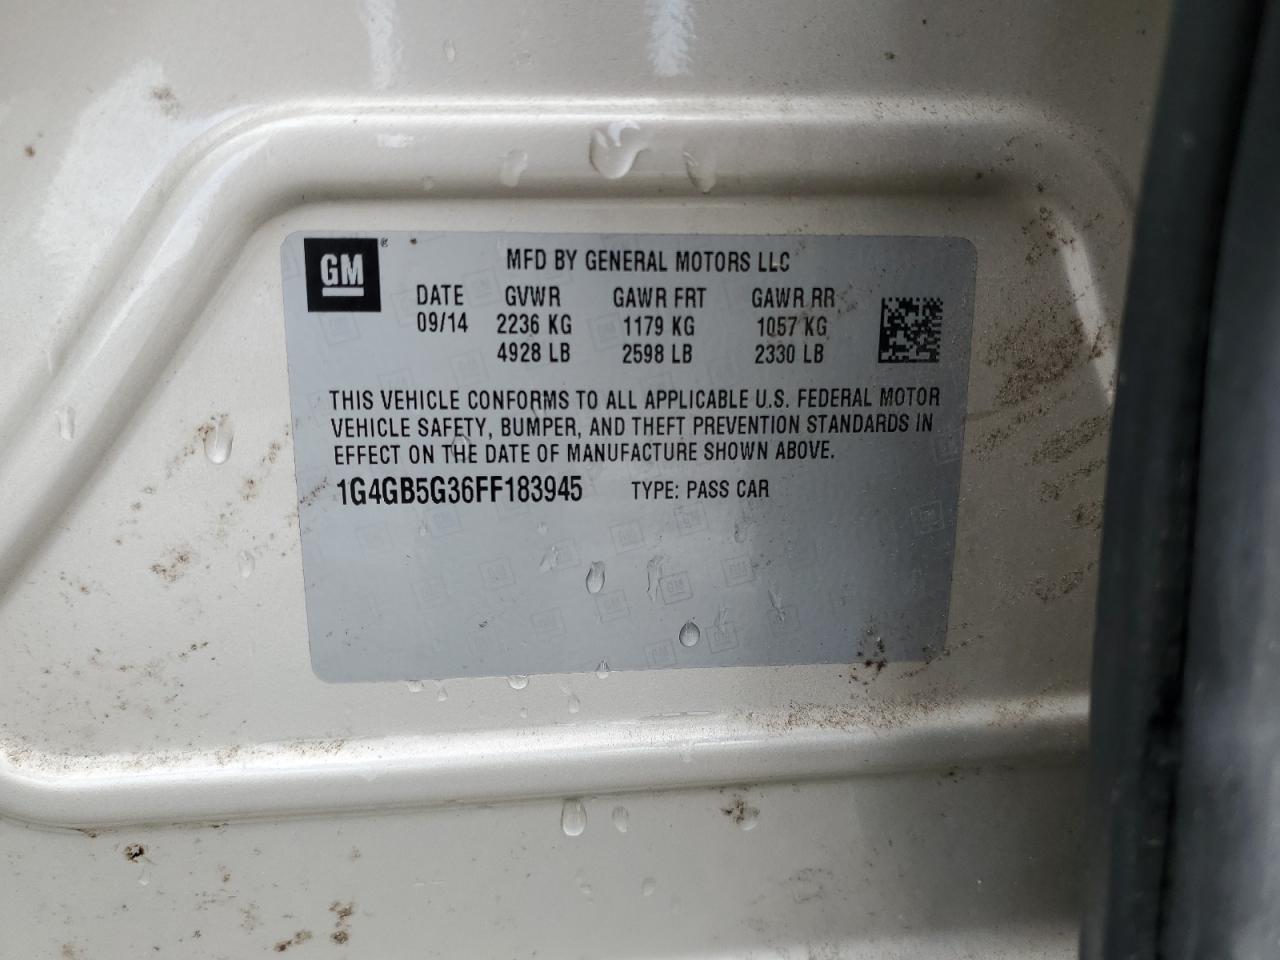 GM
MFD BY GENERAL MOTORS LLC
DATE GVWR GAWR FRT GAWR RR
09/14 2236 KG 1179 KG 1057 KG
4928 LB 2598 LB 2330 LB
THIS VEHICLE CONFORMS TO ALL APPLICABLE U.S. FEDERAL MOTOR
VEHICLE SAFETY, BUMPER, AND THEFT PREVENTION STANDARDS IN
EFFECT ON THE DATE OF MANUFACTURE SHOWN ABOVE.
1G4GB5G36FF183945 TYPE: PASS CAR